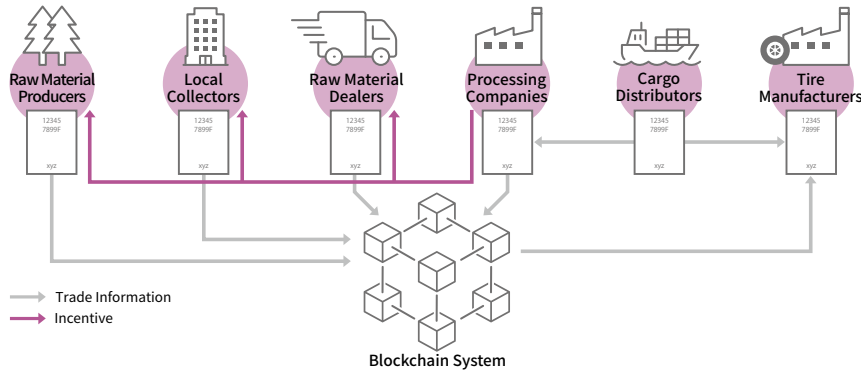 Raw Material
Producers
Local
Collectors
Raw Material
Dealers
Processing
Companies
Cargo
Distributors
Tire
Manufacturers
12345
7899F
xyz
12345
7899F
xyz
12345
7899F
xyz
12345
7899F
xyz
12345
7899F
xyz
12345
7899F
xyz
Trade Information
Incentive
Blockchain System